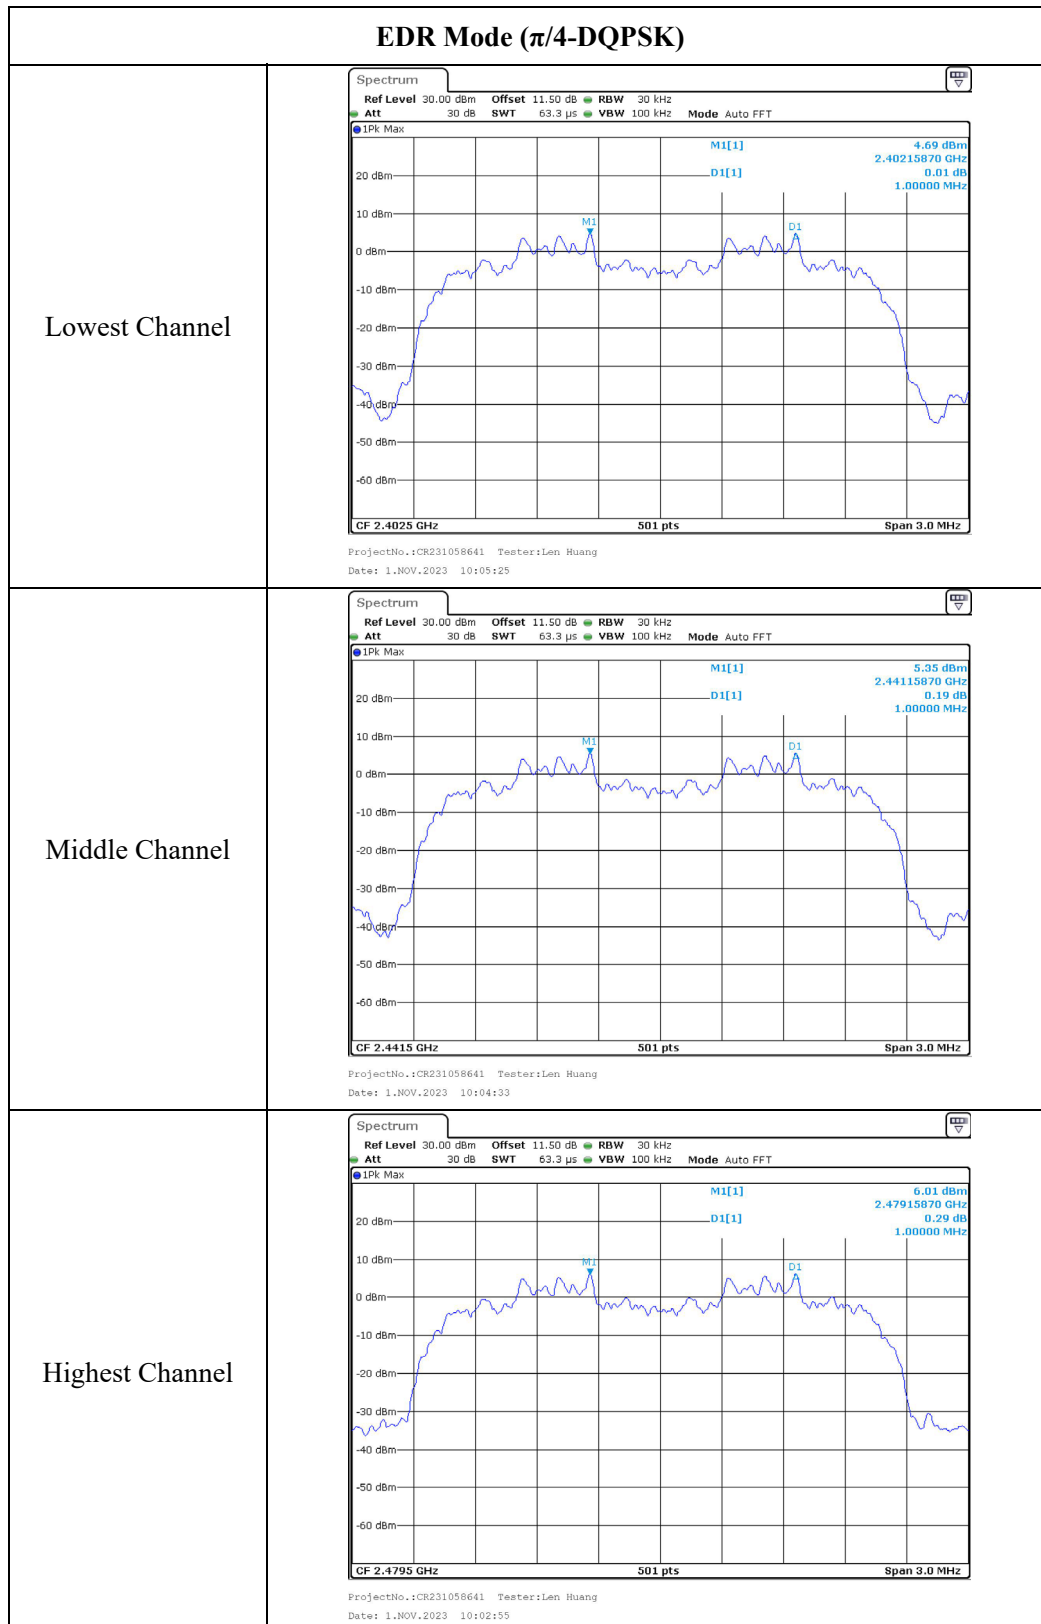 EDR Mode (π/4-DQPSK)
Lowest Channel
Spectrum
Ref Level 30.00 dBm Offset 11.50 dB RBW 30 kHz
Att 30 dB SWT 63.3 µs VBW 100 kHz Mode Auto FFT
1Pk Max
M1[1] 4.69 dBm
2.40215870 GHz
D1[1] 0.01 dB
1.00000 MHz
20 dBm
10 dBm
M1
D1
0 dBm
-10 dBm
-20 dBm
-30 dBm
-40 dBm
-50 dBm
-60 dBm
CF 2.4025 GHz 501 pts Span 3.0 MHz
ProjectNo.:CR231058641 Tester:Len Huang
Date: 1.NOV.2023 10:05:25
Middle Channel
Spectrum
Ref Level 30.00 dBm Offset 11.50 dB RBW 30 kHz
Att 30 dB SWT 63.3 µs VBW 100 kHz Mode Auto FFT
1Pk Max
M1[1] 5.35 dBm
2.44115870 GHz
D1[1] 0.19 dB
1.00000 MHz
20 dBm
10 dBm
M1
D1
0 dBm
-10 dBm
-20 dBm
-30 dBm
-40 dBm
-50 dBm
-60 dBm
CF 2.4415 GHz 501 pts Span 3.0 MHz
ProjectNo.:CR231058641 Tester:Len Huang
Date: 1.NOV.2023 10:04:33
Highest Channel
Spectrum
Ref Level 30.00 dBm Offset 11.50 dB RBW 30 kHz
Att 30 dB SWT 63.3 µs VBW 100 kHz Mode Auto FFT
1Pk Max
M1[1] 6.01 dBm
2.47915870 GHz
D1[1] 0.29 dB
1.00000 MHz
20 dBm
10 dBm
M1
D1
0 dBm
-10 dBm
-20 dBm
-30 dBm
-40 dBm
-50 dBm
-60 dBm
CF 2.4795 GHz 501 pts Span 3.0 MHz
ProjectNo.:CR231058641 Tester:Len Huang
Date: 1.NOV.2023 10:02:55